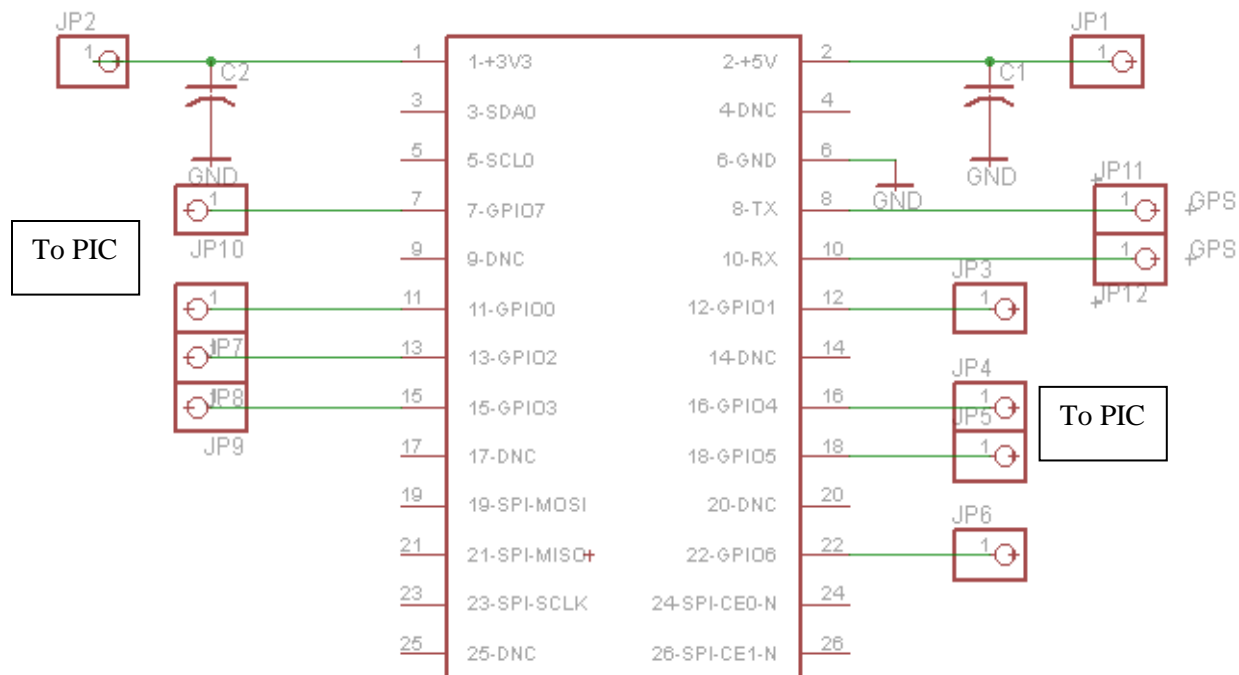 JP2
1
C2
GND
JP1
1
C1
GND
1 1-+3V3 2-+5V 2
3 3-SDA0 4-DNC 4
5 5-SCL0 6-GND 6
GND
JP10
1
7 7-GPIO7 8-TX 8
JP11
1 GPS
9 9-DNC 10-RX 10
1 GPS
JP12
To PIC
11 11-GPIO0 12-GPIO1 12
1
JP7
JP3
1
13 13-GPIO2 14-DNC 14
1
JP8
15 15-GPIO3 16-GPIO4 16
1
JP9
JP4
1
To PIC
17 17-DNC 18-GPIO5 18
JP5
1
19 19-SPI-MOSI 20-DNC 20
21 21-SPI-MISO 22-GPIO6 22
JP6
1
23 23-SPI-SCLK 24-SPI-CE0-N 24
25 25-DNC 26-SPI-CE1-N 26